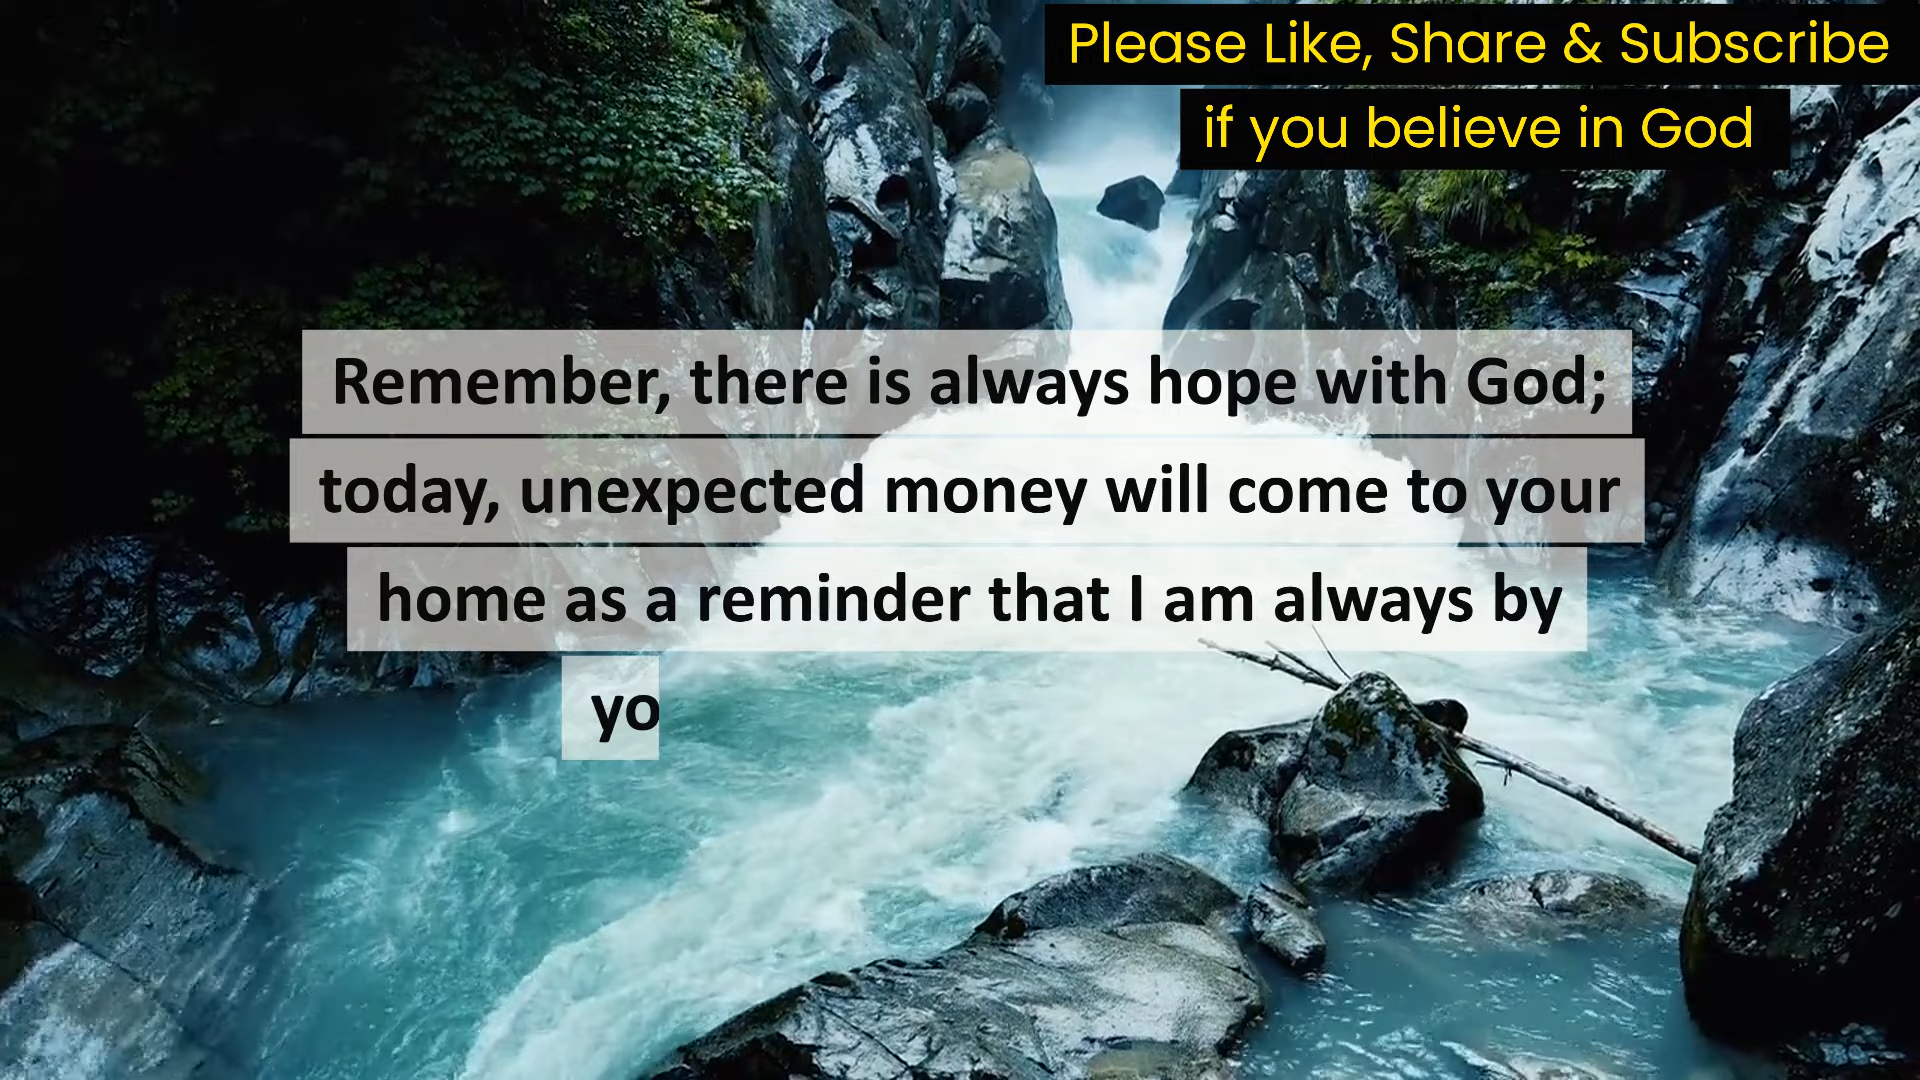 Please Like, Share & Subscribe
if you believe in God
Remember, there is always hope with God;
today, unexpected money will come to your
home as a reminder that I am always by
yo